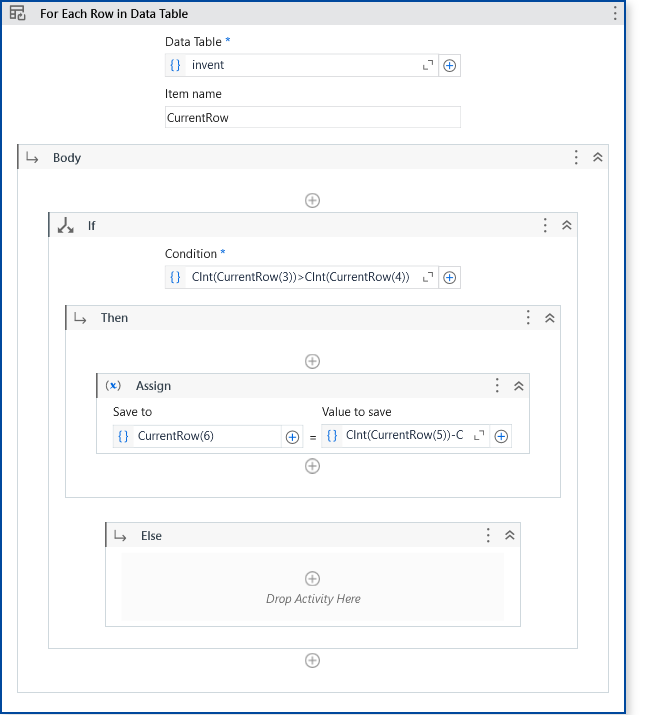 For Each Row in Data Table
Data Table *
{} invent
Item name
CurrentRow
Body
If
Condition *
{} CInt(CurrentRow(3))>CInt(CurrentRow(4))
Then
(x) Assign
Save to Value to save
{} CurrentRow(6) = {} CInt(CurrentRow(5))-C
Else
Drop Activity Here